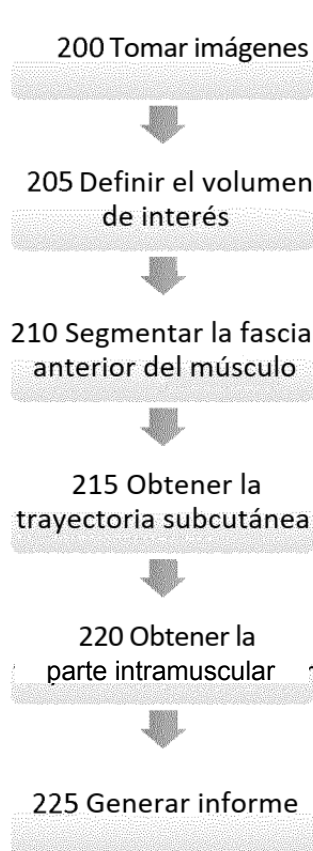 200 Tomar imágenes
205 Definir el volumen
de interés
210 Segmentar la fascia
anterior del músculo
215 Obtener la
trayectoria subcutánea
220 Obtener la
parte intramuscular
225 Generar informe